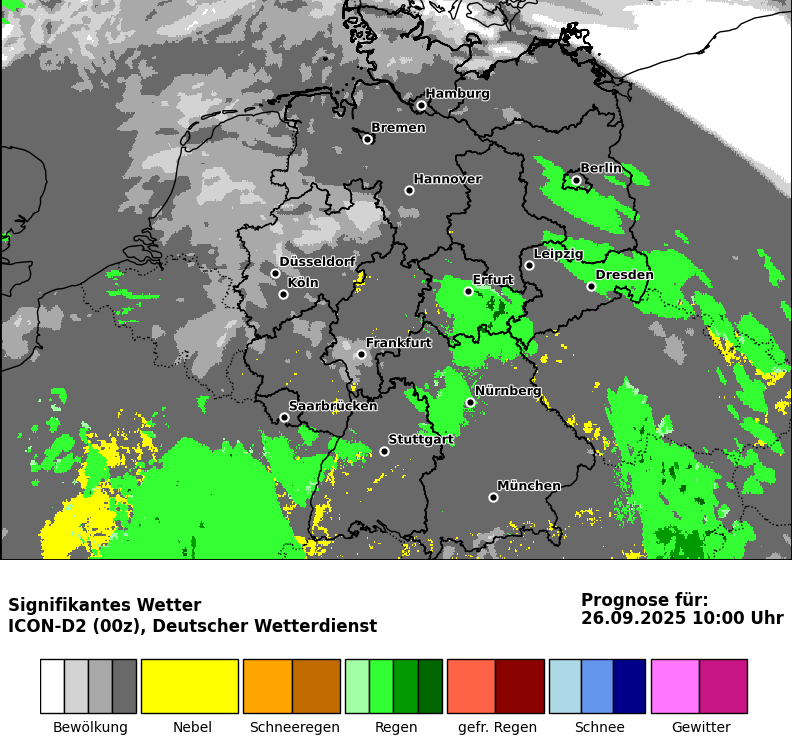 Hamburg
Bremen
Berlin
Hannover
Leipzig
Düsseldorf
Köln
Erfurt
Dresden
Frankfurt
Nürnberg
Saarbrücken
Stuttgart
München
Signifikantes Wetter
ICON-D2 (00z), Deutscher Wetterdienst
Prognose für:
26.09.2025 10:00 Uhr
Bewölkung
Nebel
Schneeregen
Regen
gefr. Regen
Schnee
Gewitter